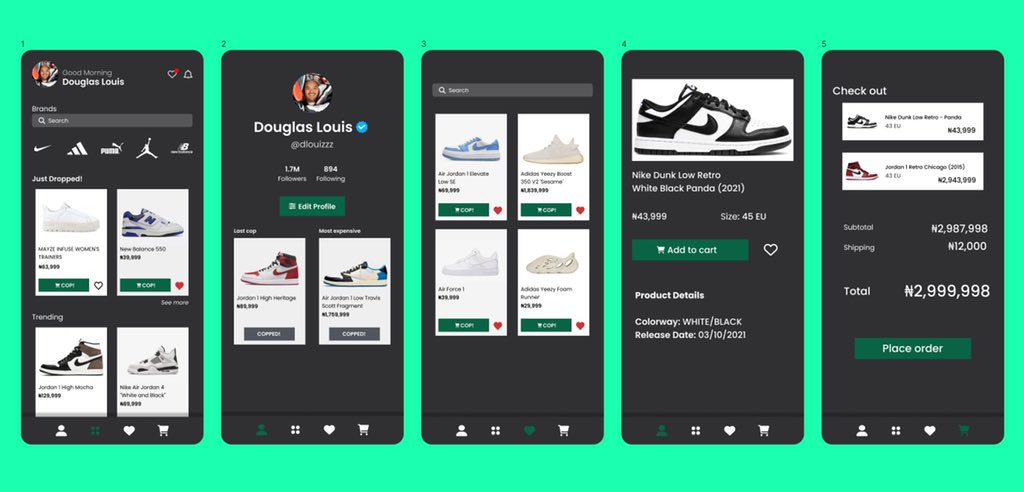 1
Good Morning
Douglas Louis
Brands
Search
PUMA
new balance
Just Dropped!
MAYZE INFUSE WOMEN'S
TRAINERS
₦63,999
COP!
New Balance 550
₦39,999
COP!
See more
Trending
Jordan 1 High Mocha
₦129,999
Nike Air Jordan 4
"White and Black"
₦89,999
2
Douglas Louis
@dlouizzz
1.7M
Followers
894
Following
Edit Profile
Last cop
Jordan 1 High Heritage
₦89,999
COPPED!
Most expensive
Air Jordan 1 Low Travis
Scott Fragment
₦1,759,999
COPPED!
3
Search
Air Jordan 1 Elevate
Low SE
₦69,999
COP!
Adidas Yeezy Boost
350 V2 'Sesame'
₦1,839,999
COP!
Air Force 1
₦39,999
COP!
Adidas Yeezy Foam
Runner
₦29,999
COP!
4
Nike Dunk Low Retro
White Black Panda (2021)
₦43,999
Size: 45 EU
Add to cart
Product Details
Colorway: WHITE/BLACK
Release Date: 03/10/2021
5
Check out
Nike Dunk Low Retro - Panda
43 EU
₦43,999
Jordan 1 Retro Chicago (2015)
43 EU
₦2,943,999
Subtotal
₦2,987,998
Shipping
₦12,000
Total
₦2,999,998
Place order